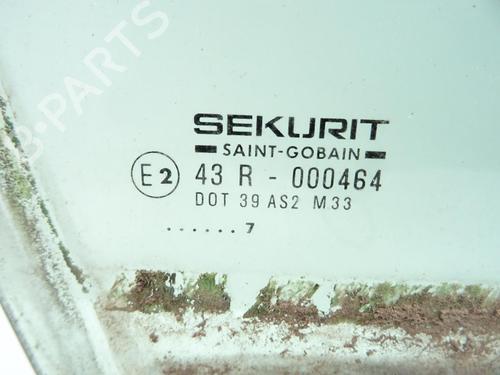 B-PARTS
SEKURIT
SAINT-GOBAIN
E2 43 R - 000464
DOT 39 AS2 M33
...... 7